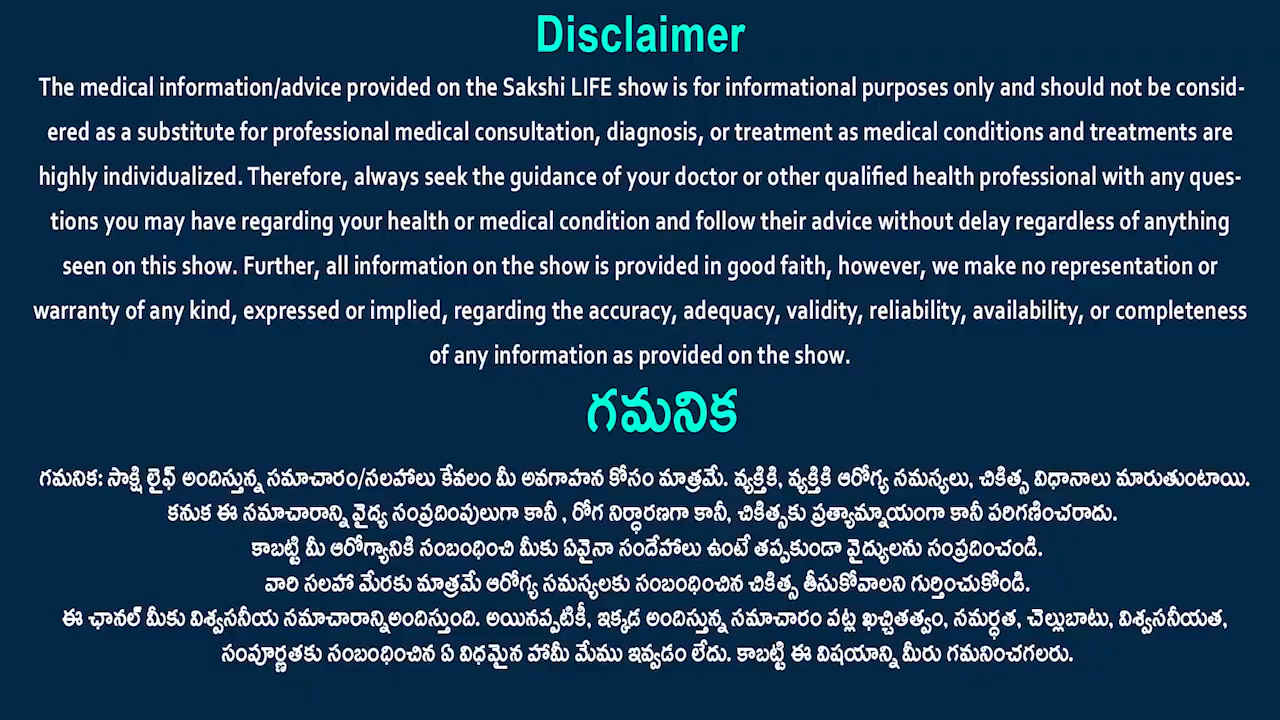 Disclaimer
The medical information/advice provided on the Sakshi LIFE show is for informational purposes only and should not be consid-
ered as a substitute for professional medical consultation, diagnosis, or treatment as medical conditions and treatments are
highly individualized. Therefore, always seek the guidance of your doctor or other qualified health professional with any ques-
tions you may have regarding your health or medical condition and follow their advice without delay regardless of anything
seen on this show. Further, all information on the show is provided in good faith, however, we make no representation or
warranty of any kind, expressed or implied, regarding the accuracy, adequacy, validity, reliability, availability, or completeness
of any information as provided on the show.
గమనిక
గమనిక: సాక్షి లైఫ్ అందిస్తున్న సమాచారం/సలహాలు కేవలం మీ అవగాహన కోసం మాత్రమే. వ్యక్తికి, వ్యక్తికి ఆరోగ్య సమస్యలు, చికిత్స విధానాలు మారుతుంటాయి.
కనుక ఈ సమాచారాన్ని వైద్య సంప్రదింపులుగా కానీ , రోగ నిర్ధారణగా కానీ, చికిత్సకు ప్రత్యామ్నాయంగా కానీ పరిగణించరాదు.
కాబట్టి మీ ఆరోగ్యానికి సంబంధించి మీకు ఏవైనా సందేహాలు ఉంటే తప్పకుండా వైద్యులను సంప్రదించండి.
వారి సలహా మేరకు మాత్రమే ఆరోగ్య సమస్యలకు సంబంధించిన చికిత్స తీసుకోవాలని గుర్తించుకోండి.
ఈ ఛానల్ మీకు విశ్వసనీయ సమాచారాన్నిఅందిస్తుంది. అయినప్పటికీ, ఇక్కడ అందిస్తున్న సమాచారం పట్ల ఖచ్చితత్వం, సమర్ధత, చెల్లుబాటు, విశ్వసనీయత,
సంపూర్ణతకు సంబంధించిన ఏ విధమైన హామీ మేము ఇవ్వడం లేదు. కాబట్టి ఈ విషయాన్ని మీరు గమనించగలరు.